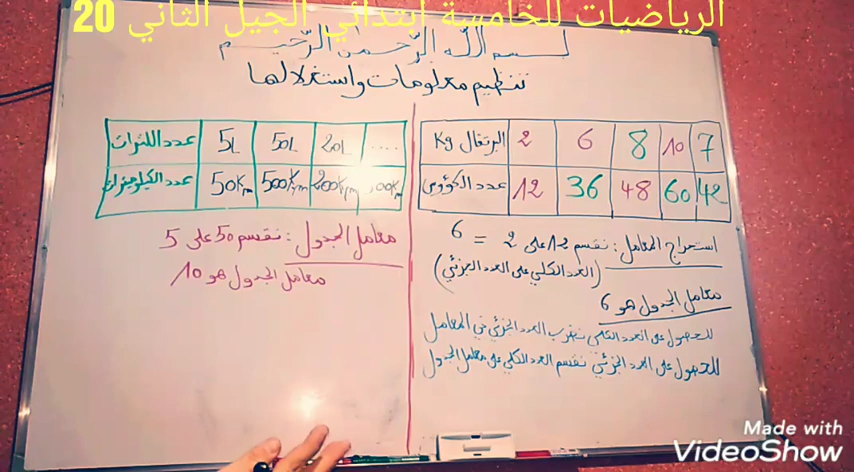 الرياضيات للخامسة ابتدائي الجيل الثاني 20
بسم الله الرحمن الرحيم
تنظيم معلومات واستغلالها
البرتقال Kg 2 6 8 10 7
عدد الكؤوس 12 36 48 60 42
استخراج المعامل: نقسم 12 على 2 = 6
(العدد الكلي على العدد الجزئي)
معامل الجدول هو 6
للحصول على العدد الكلي نضرب العدد الجزئي في المعامل
للحصول على العدد الجزئي نقسم العدد الكلي على معامل الجدول
عدد اللترات 5L 50L 20L ....
عدد الكيلومترات 50Km 500Km 200Km 00Km
معامل الجدول: نقسم 50 على 5
معامل الجدول هو 10
Made with
VideoShow